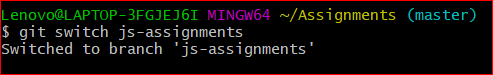 Lenovo@LAPTOP-3FGJEJ6I MINGW64 ~/Assignments (master)
$ git switch js-assignments
Switched to branch 'js-assignments'